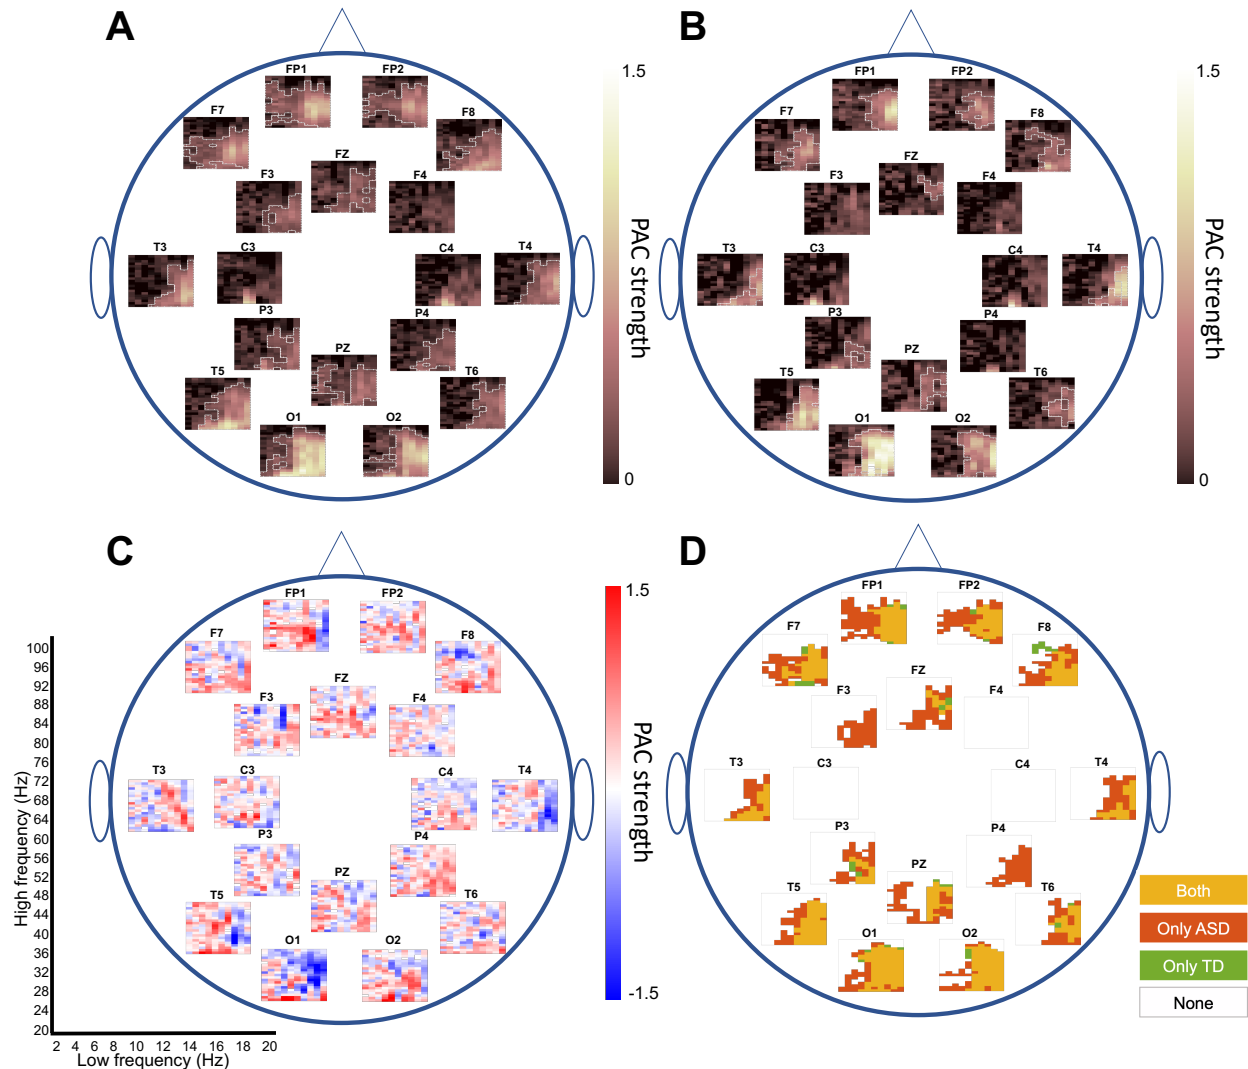 A
FP1
FP2
F7
F8
FZ
F3
F4
T3
C3
C4
T4
P3
P4
PZ
T5
T6
O1
O2
1.5
PAC strength
0
B
FP1
FP2
F7
F8
FZ
F3
F4
T3
C3
C4
T4
P3
P4
PZ
T5
T6
O1
O2
1.5
PAC strength
0
C
FP1
FP2
F7
F8
FZ
F3
F4
T3
C3
C4
T4
P3
P4
PZ
T5
T6
O1
O2
1.5
PAC strength
-1.5
High frequency (Hz)
100
96
92
88
84
80
76
72
68
64
60
56
52
48
44
40
36
32
28
24
20
2 4 6 8 10 12 14 16 18 20
Low frequency (Hz)
D
FP1
FP2
F7
F8
FZ
F3
F4
T3
C3
C4
T4
P3
P4
PZ
T5
T6
O1
O2
Both
Only ASD
Only TD
None